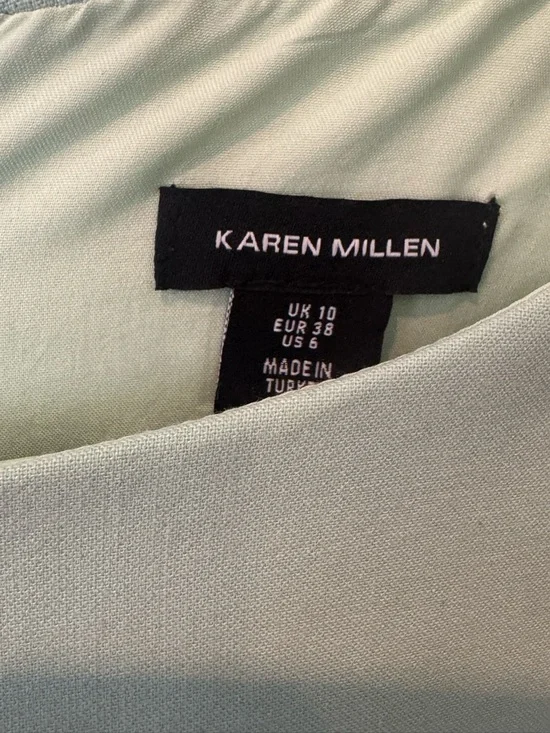 KAREN MILLEN
UK 10
EUR 38
US 6
MADE IN